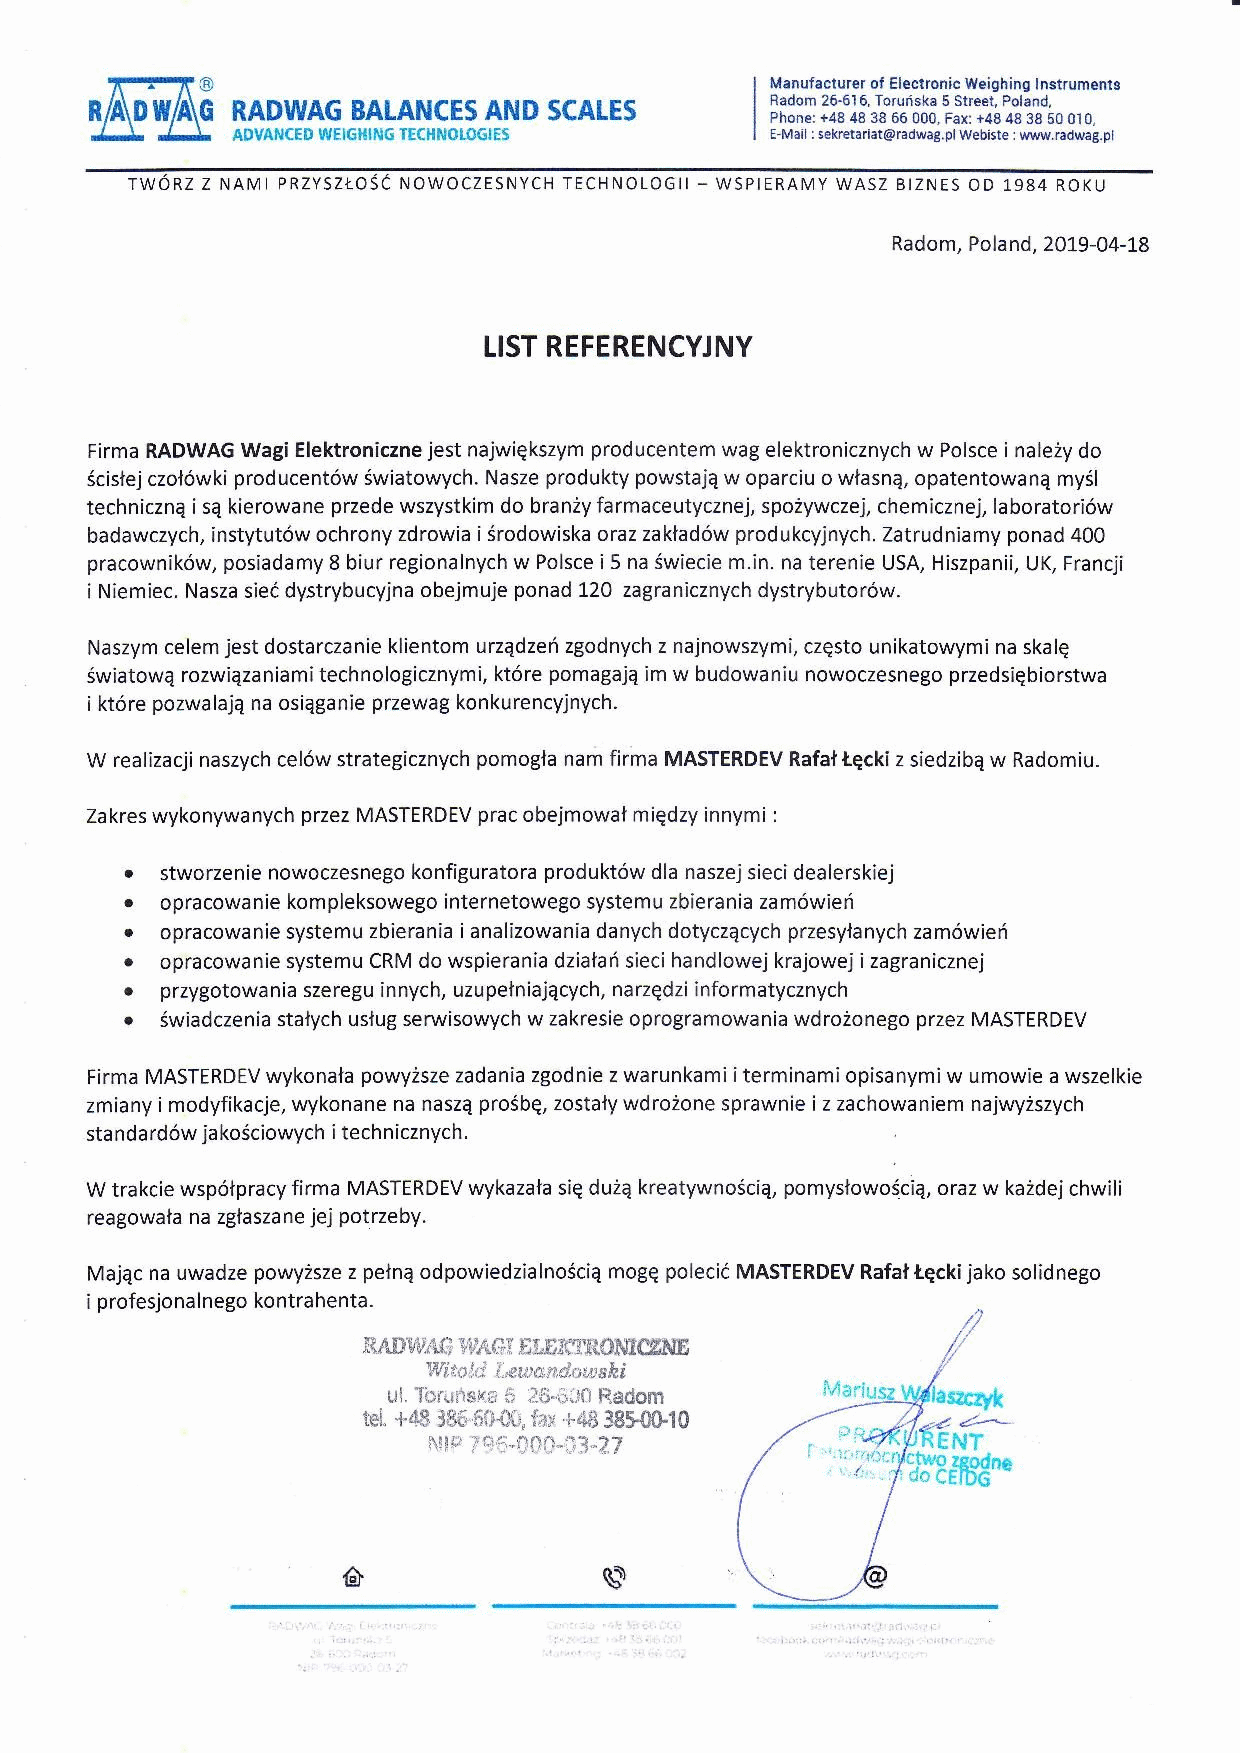 RADWAG ®
RADWAG BALANCES AND SCALES
ADVANCED WEIGHING TECHNOLOGIES
Manufacturer of Electronic Weighing Instruments
Radom 26-616, Toruńska 5 Street, Poland,
Phone: +48 48 38 66 000, Fax: +48 48 38 50 010,
E-Mail : sekretariat@radwag.pl Webiste : www.radwag.pl
TWÓRZ Z NAMI PRZYSZŁOŚĆ NOWOCZESNYCH TECHNOLOGII – WSPIERAMY WASZ BIZNES OD 1984 ROKU
Radom, Poland, 2019-04-18
LIST REFERENCYJNY
Firma RADWAG Wagi Elektroniczne jest największym producentem wag elektronicznych w Polsce i należy do
ścisłej czołówki producentów światowych. Nasze produkty powstają w oparciu o własną, opatentowaną myśl
techniczną i są kierowane przede wszystkim do branży farmaceutycznej, spożywczej, chemicznej, laboratoriów
badawczych, instytutów ochrony zdrowia i środowiska oraz zakładów produkcyjnych. Zatrudniamy ponad 400
pracowników, posiadamy 8 biur regionalnych w Polsce i 5 na świecie m.in. na terenie USA, Hiszpanii, UK, Francji
i Niemiec. Nasza sieć dystrybucyjna obejmuje ponad 120 zagranicznych dystrybutorów.
Naszym celem jest dostarczanie klientom urządzeń zgodnych z najnowszymi, często unikatowymi na skalę
światową rozwiązaniami technologicznymi, które pomagają im w budowaniu nowoczesnego przedsiębiorstwa
i które pozwalają na osiąganie przewag konkurencyjnych.
W realizacji naszych celów strategicznych pomogła nam firma MASTERDEV Rafał Łęcki z siedzibą w Radomiu.
Zakres wykonywanych przez MASTERDEV prac obejmował między innymi :
• stworzenie nowoczesnego konfiguratora produktów dla naszej sieci dealerskiej
• opracowanie kompleksowego internetowego systemu zbierania zamówień
• opracowanie systemu zbierania i analizowania danych dotyczących przesyłanych zamówień
• opracowanie systemu CRM do wspierania działań sieci handlowej krajowej i zagranicznej
• przygotowania szeregu innych, uzupełniających, narzędzi informatycznych
• świadczenia stałych usług serwisowych w zakresie oprogramowania wdrożonego przez MASTERDEV
Firma MASTERDEV wykonała powyższe zadania zgodnie z warunkami i terminami opisanymi w umowie a wszelkie
zmiany i modyfikacje, wykonane na naszą prośbę, zostały wdrożone sprawnie i z zachowaniem najwyższych
standardów jakościowych i technicznych.
W trakcie współpracy firma MASTERDEV wykazała się dużą kreatywnością, pomysłowością, oraz w każdej chwili
reagowała na zgłaszane jej potrzeby.
Mając na uwadze powyższe z pełną odpowiedzialnością mogę polecić MASTERDEV Rafał Łęcki jako solidnego
i profesjonalnego kontrahenta.
RADWAG WAGI ELEKTRONICZNE
Witold Lewandowski
ul. Toruńska 5 26-600 Radom
tel. +48 386-60-00, fax +48 385-00-10
NIP 796-000-03-27
Mariusz Walaszczyk
PROKURENT
Pełnomocnictwo zgodne
do CEIDG
RADWAG Wagi Elektroniczne
ul. Toruńska 5
26-600 Radom
NIP 796-000-03-27
Centrala +48 38 66 000
Sprzedaż +48 38 66 001
Marketing +48 38 66 002
sekretariat@radwag.pl
www.radwag.com